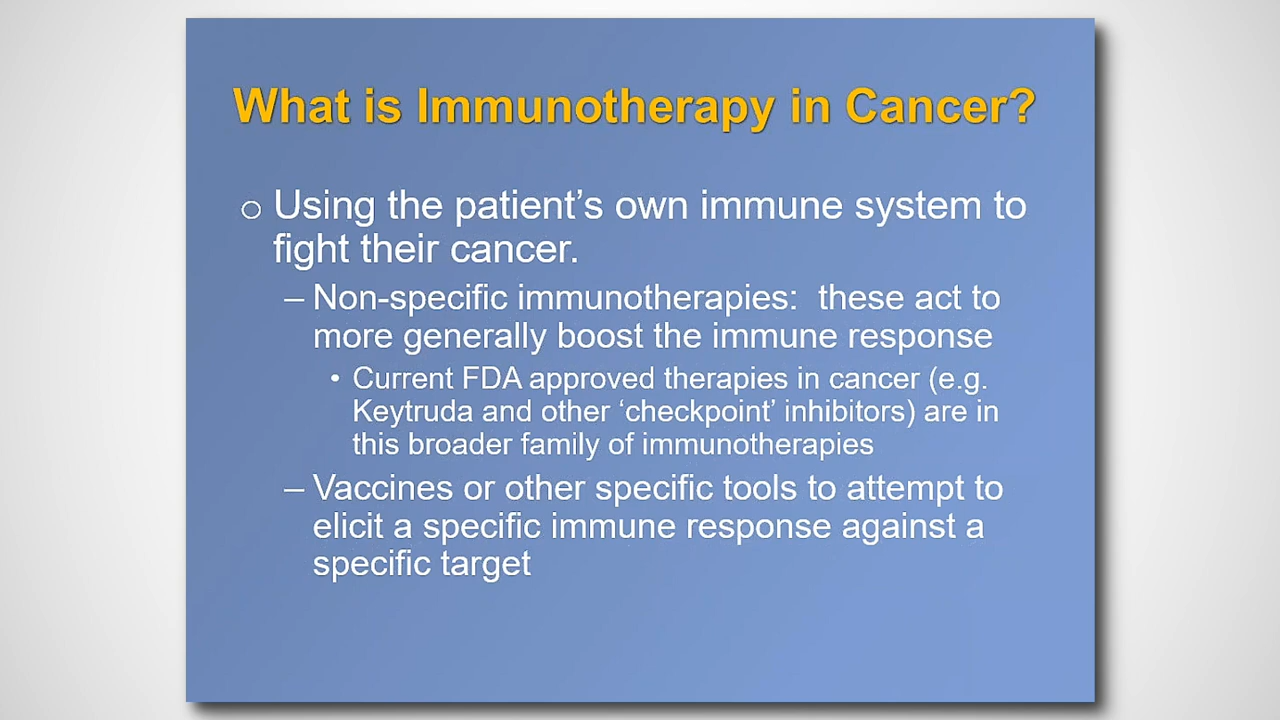 What is Immunotherapy in Cancer?
o Using the patient’s own immune system to
fight their cancer.
– Non-specific immunotherapies:  these act to
more generally boost the immune response
• Current FDA approved therapies in cancer (e.g.
Keytruda and other ‘checkpoint’ inhibitors) are in
this broader family of immunotherapies
– Vaccines or other specific tools to attempt to
elicit a specific immune response against a
specific target